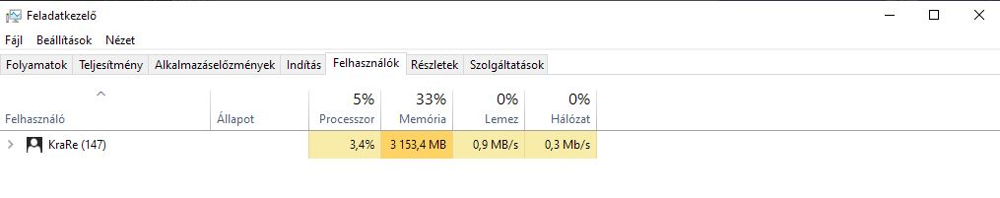 Feladatkezelő
Fájl Beállítások Nézet
Folyamatok Teljesítmény Alkalmazáselőzmények Indítás Felhasználók Részletek Szolgáltatások
5% 33% 0% 0%
Felhasználó Állapot Processzor Memória Lemez Hálózat
KraRe (147) 3,4% 3 153,4 MB 0,9 MB/s 0,3 Mb/s